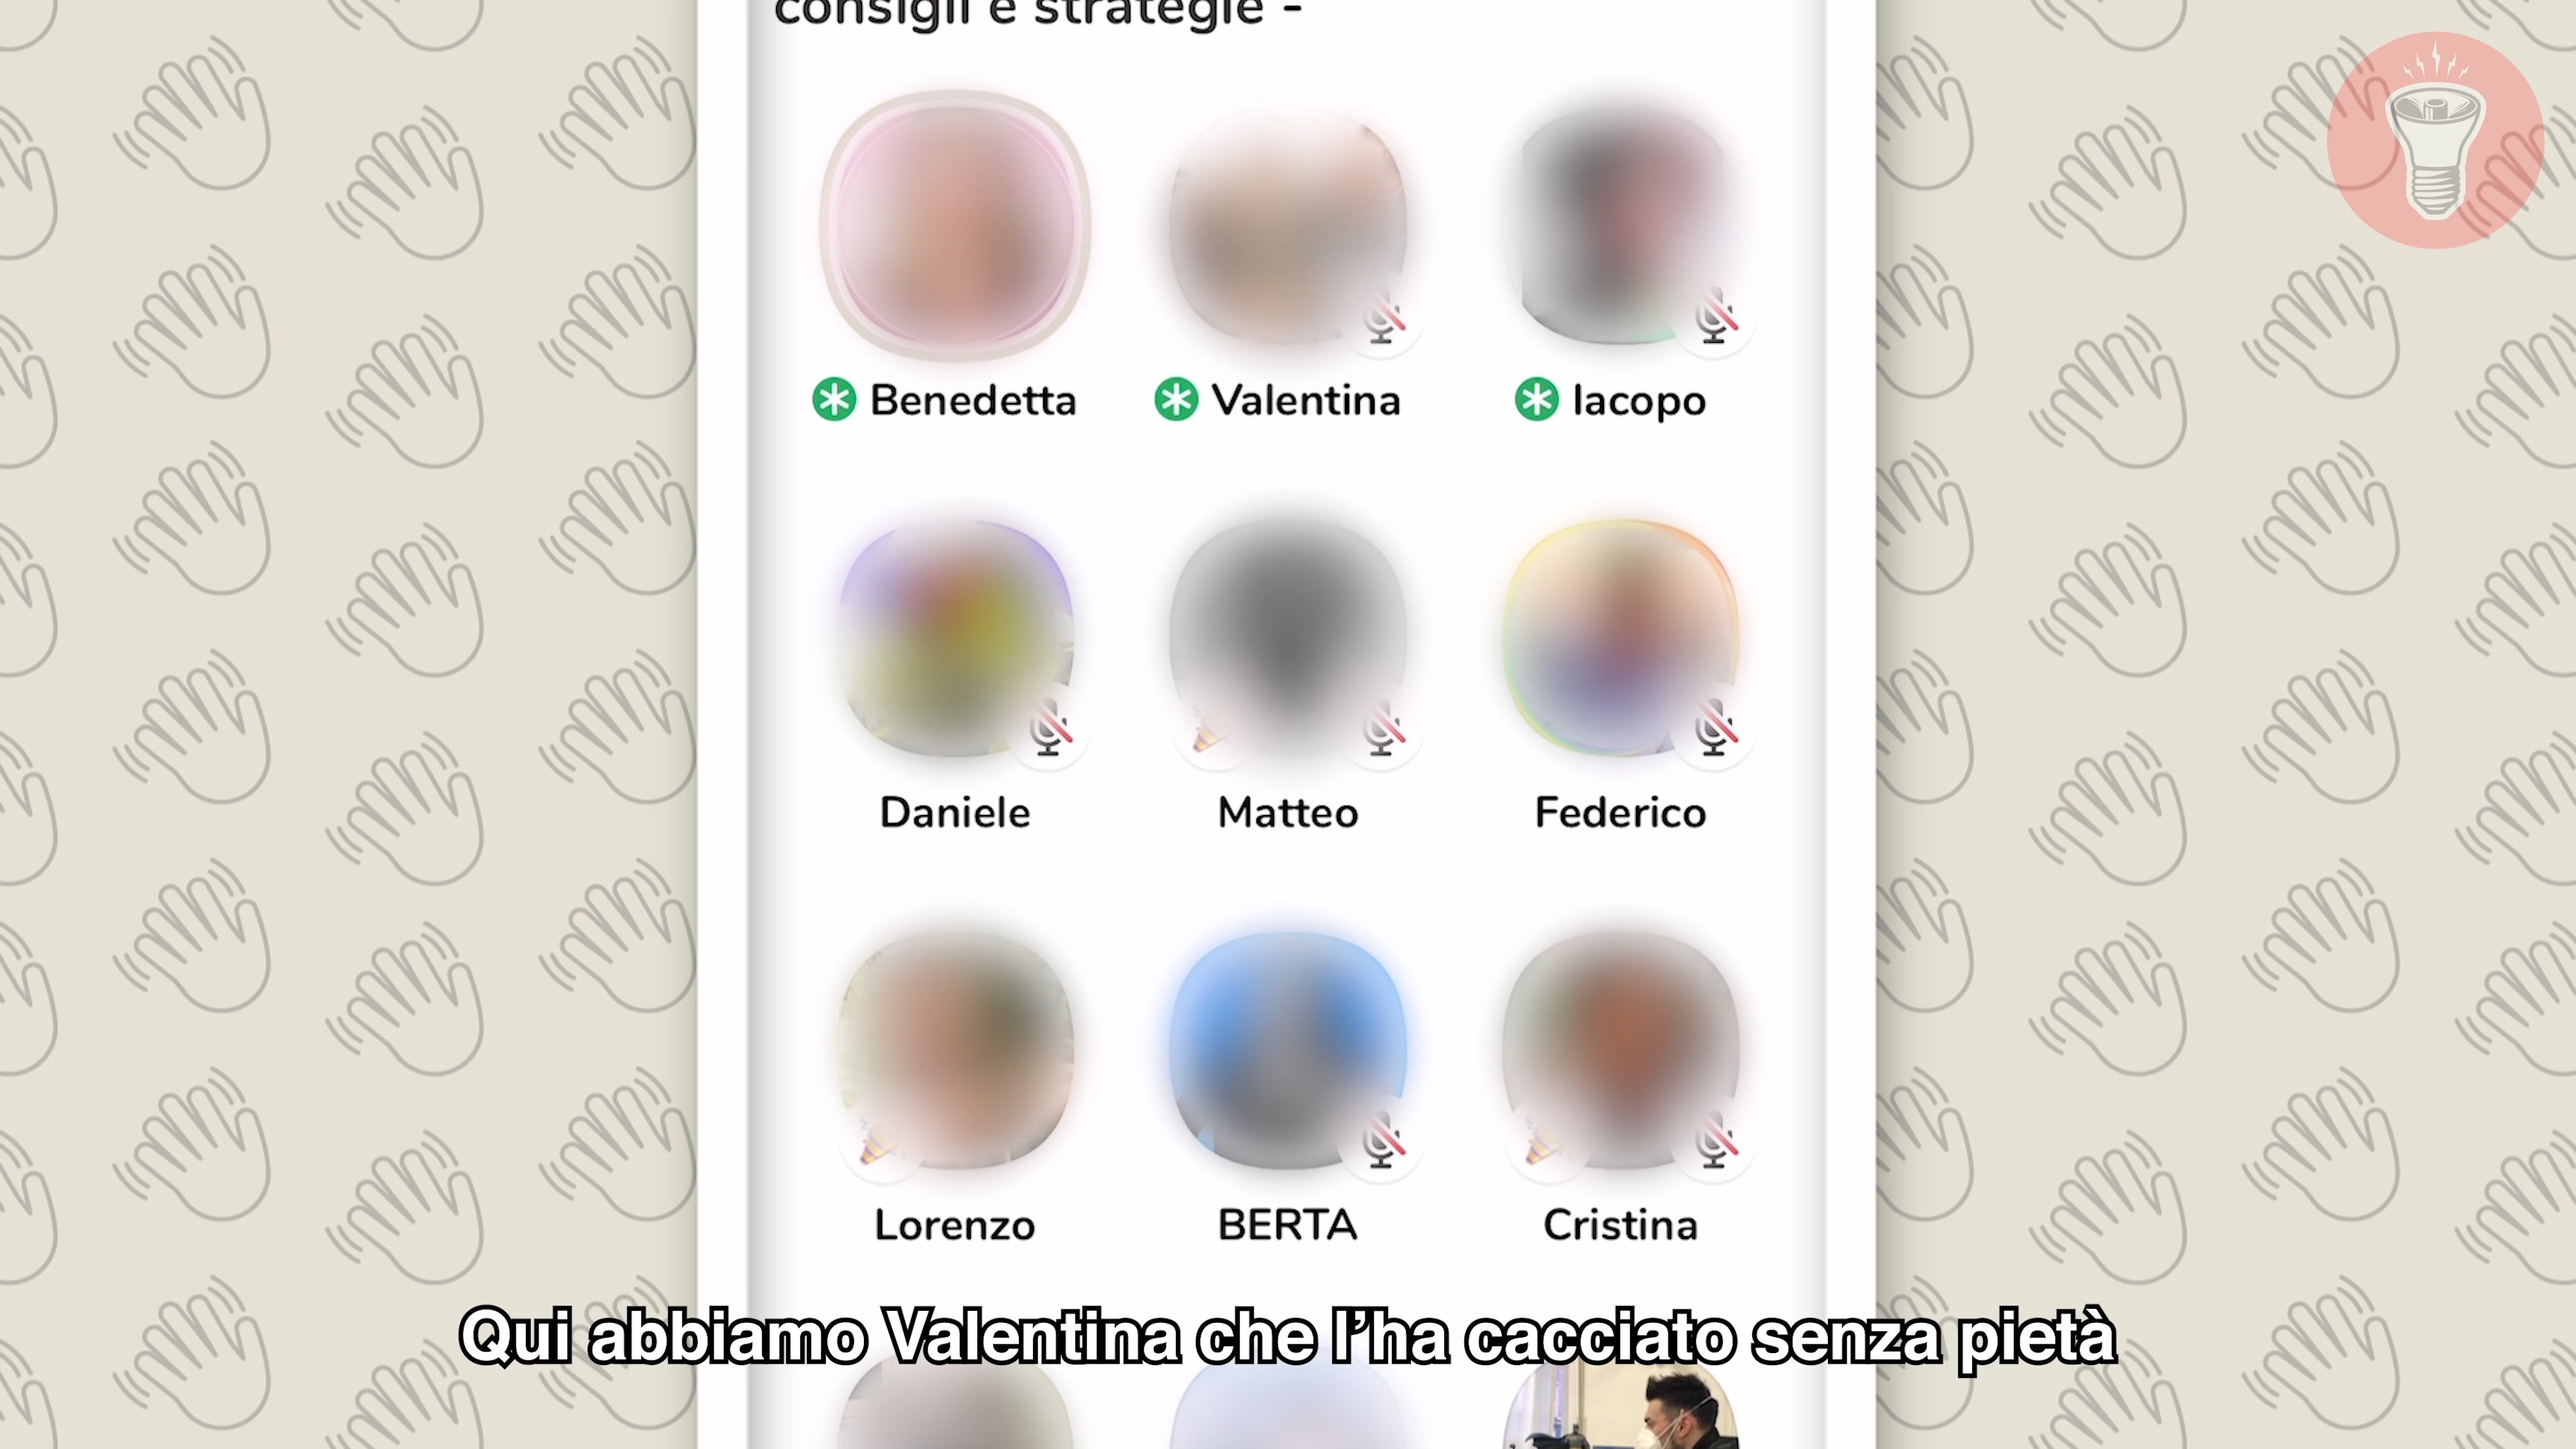 consigli e strategie -
Benedetta
Valentina
Iacopo
Daniele
Matteo
Federico
Lorenzo
BERTA
Cristina
Qui abbiamo Valentina che l'ha cacciato senza pietà